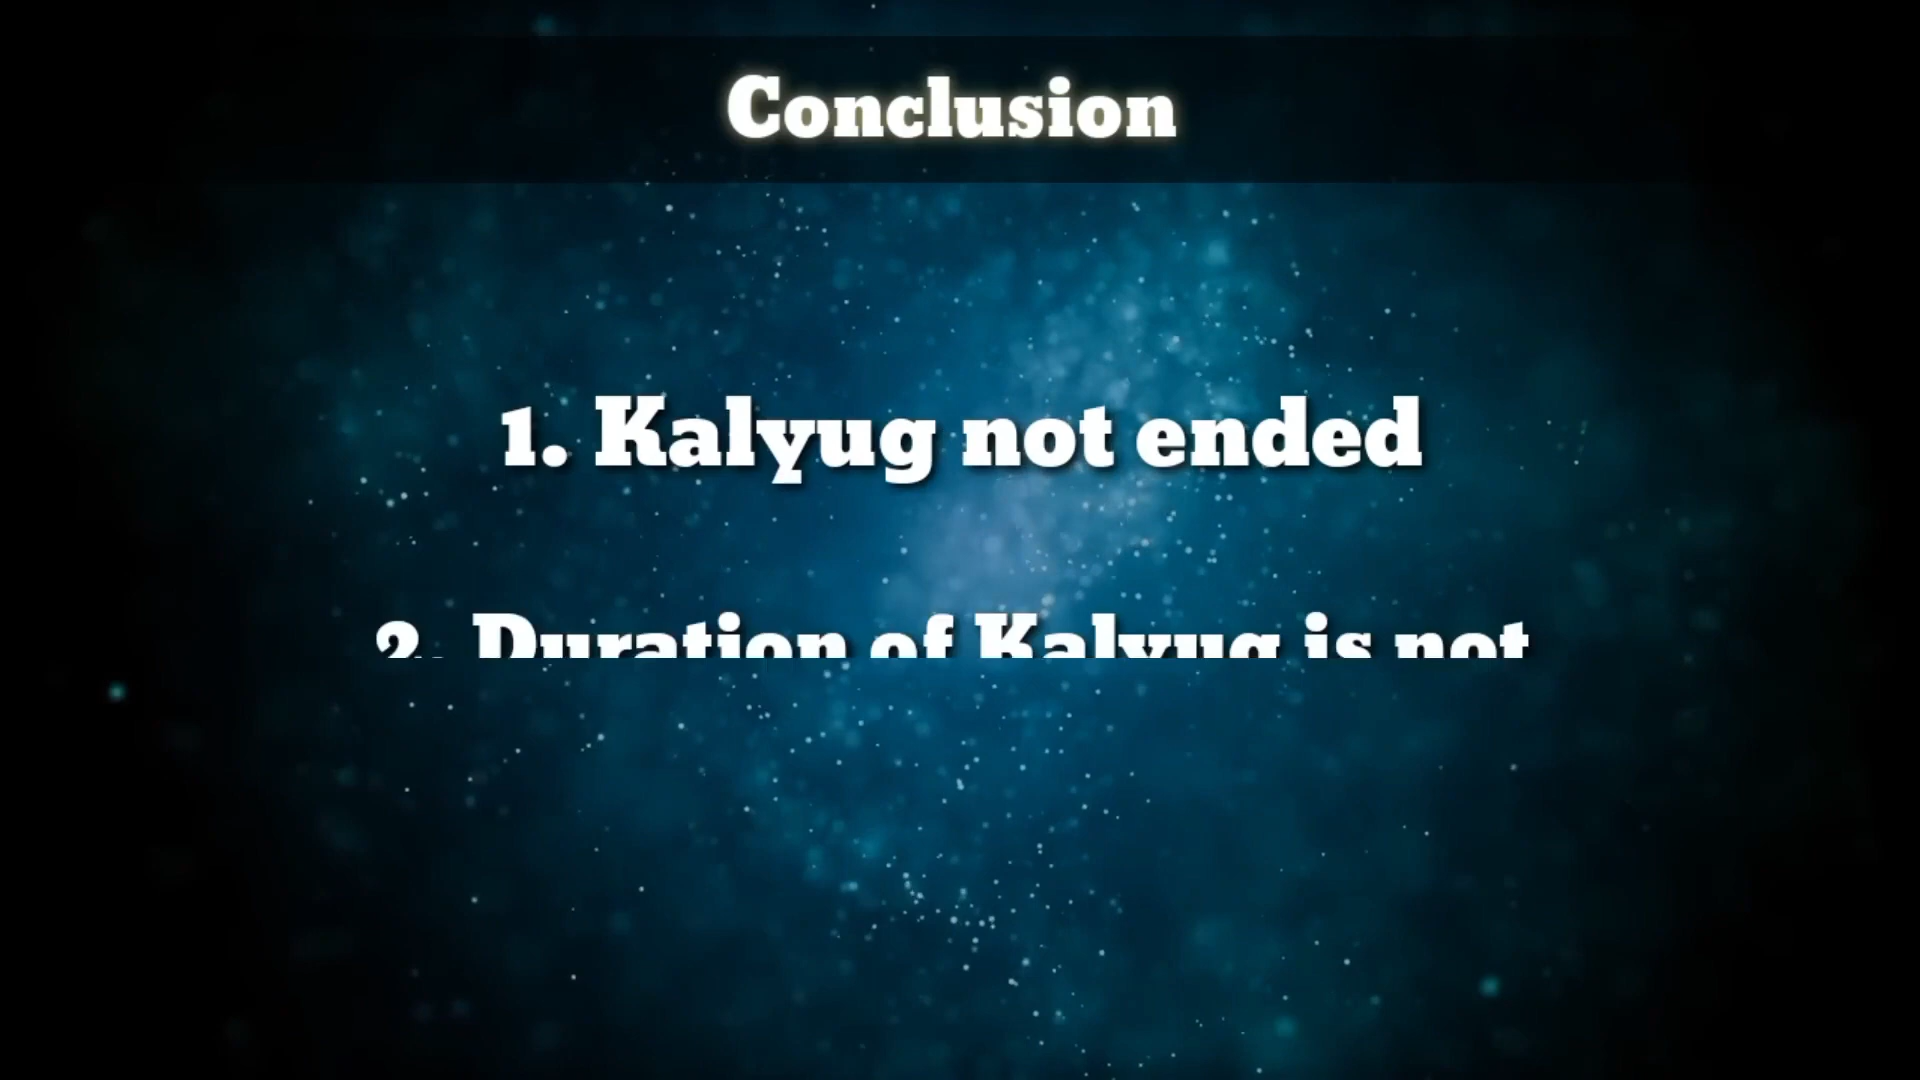 Conclusion
1. Kalyug not ended
2. Duration of Kalyug is not